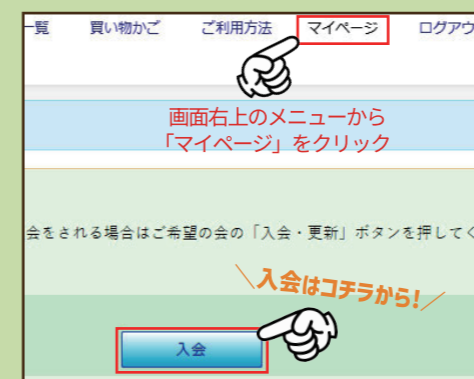 一覧 買い物かご ご利用方法 マイページ ログアウ
画面右上のメニューから
「マイページ」をクリック
会をされる場合はご希望の会の「入会・更新」ボタンを押してく
入会はコチラから!
入会